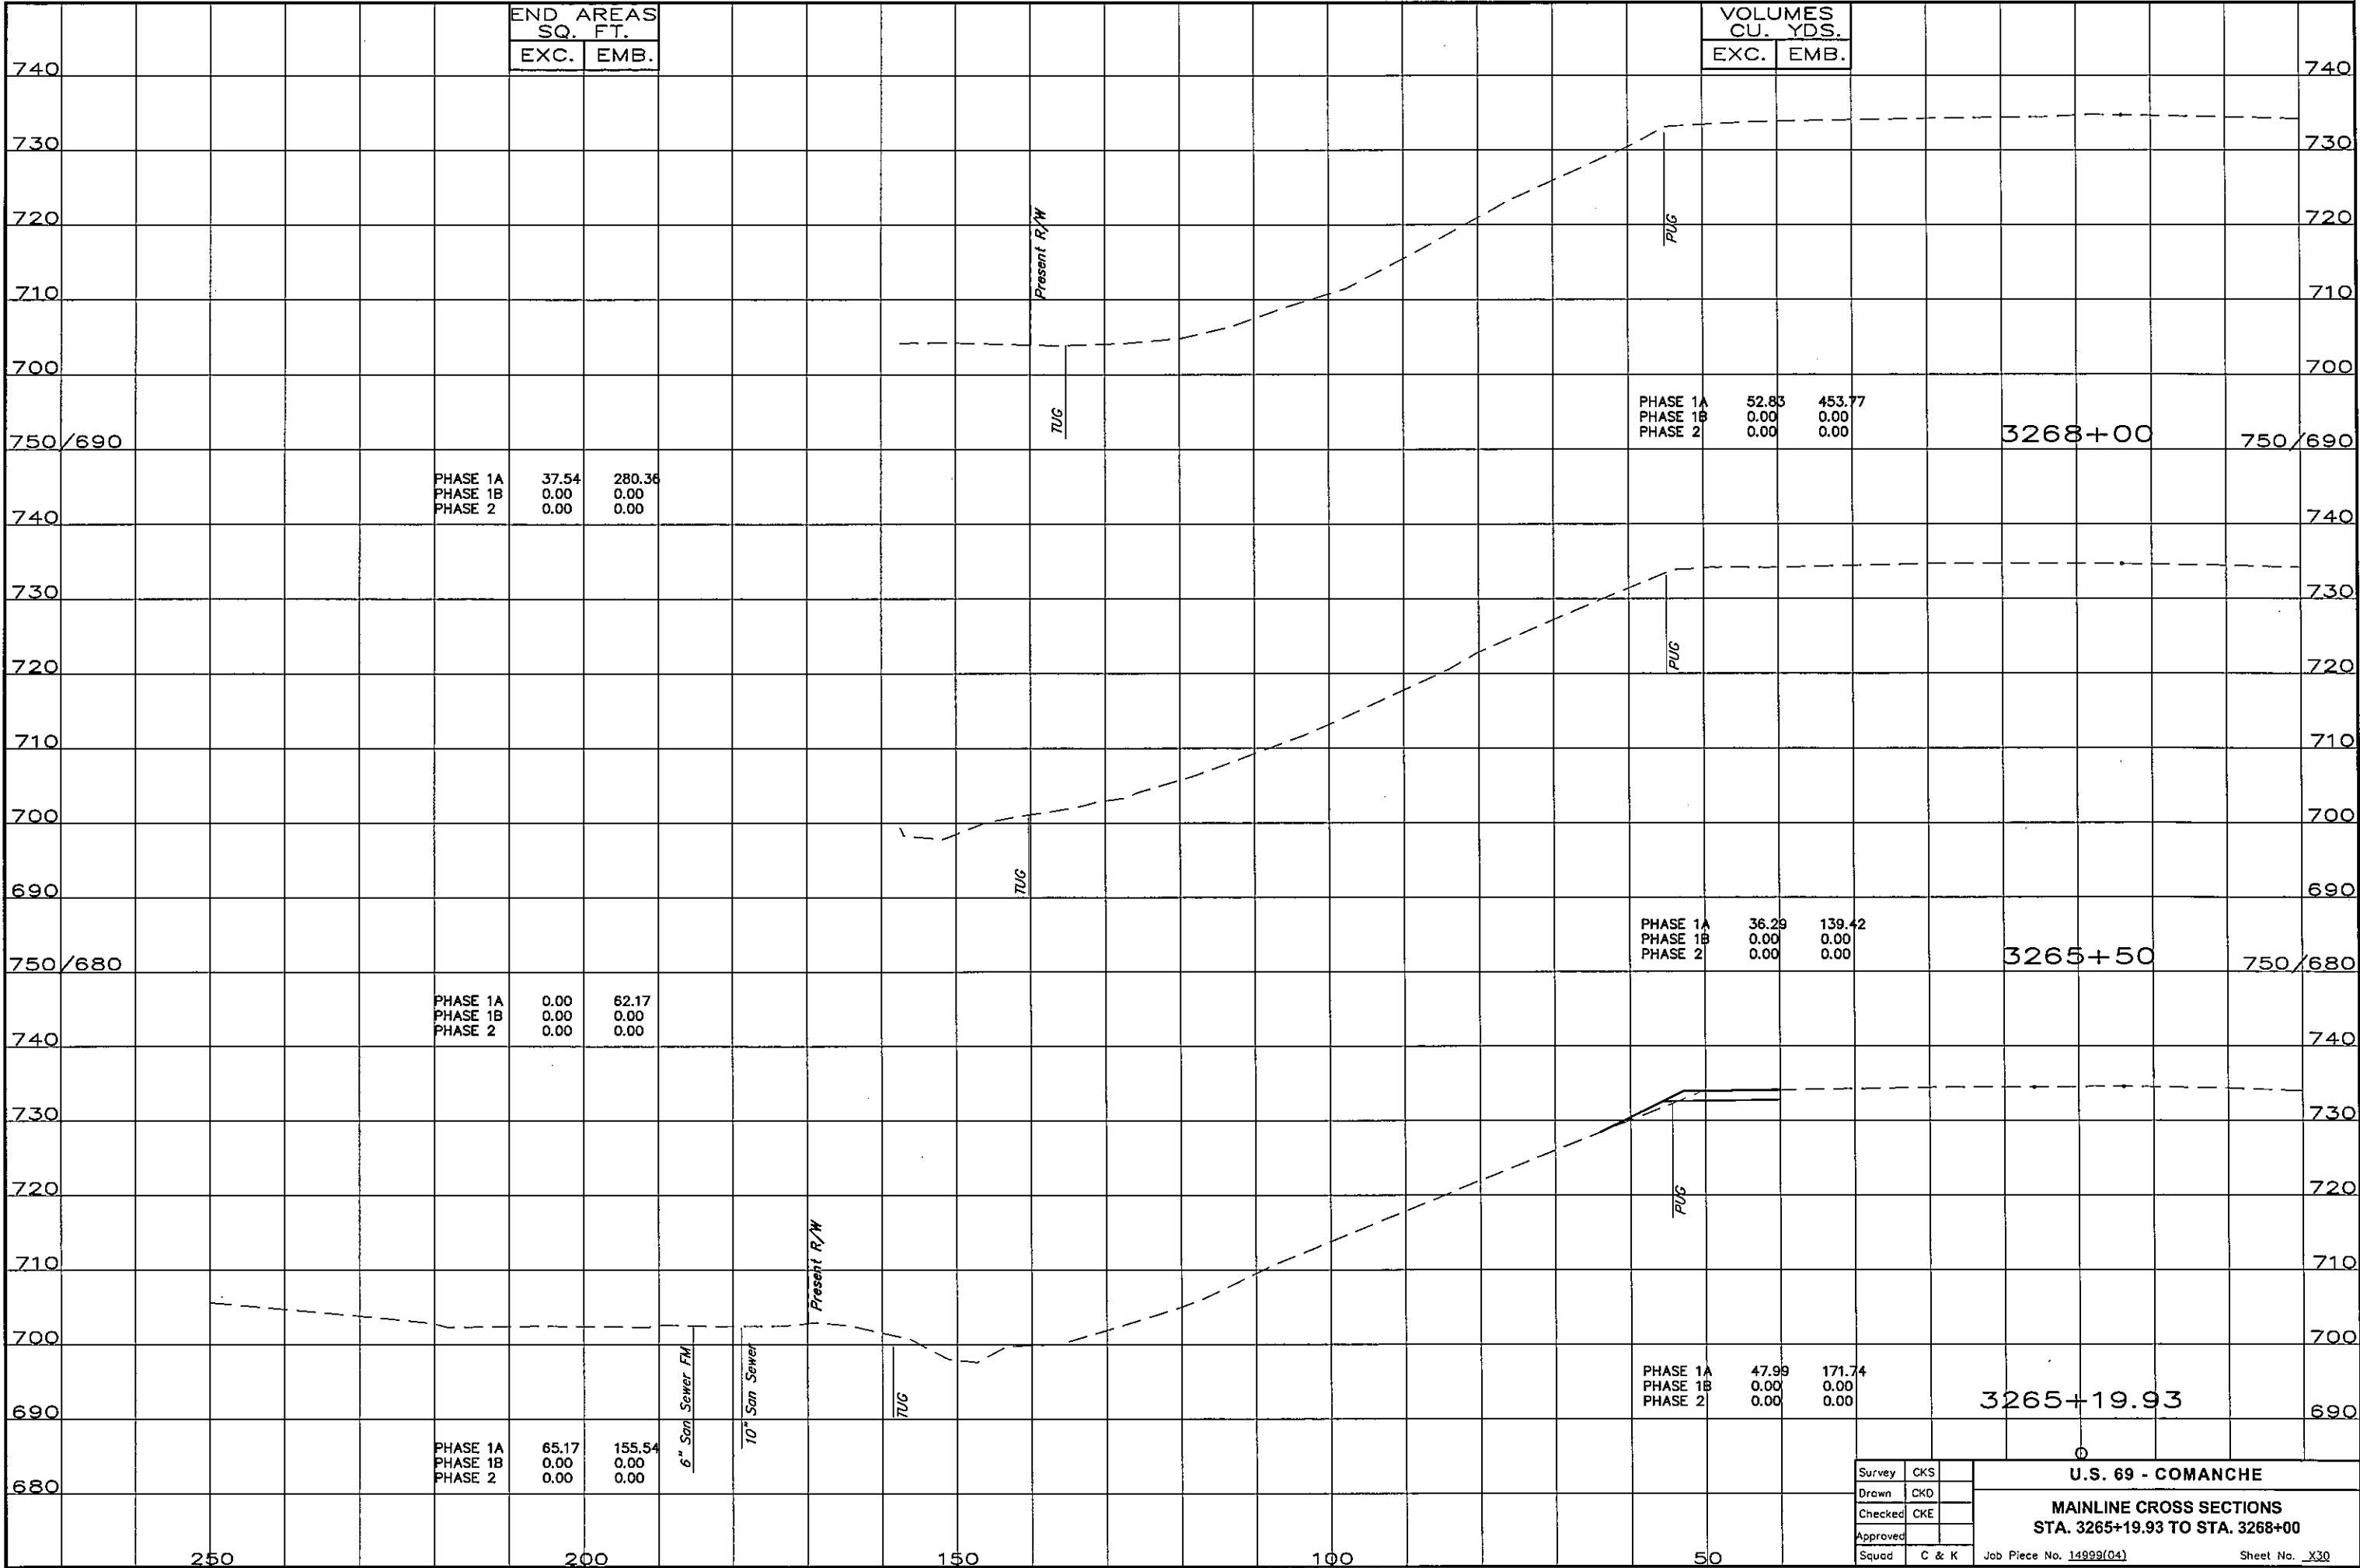 END AREAS
SQ. FT.
EXC. EMB.
VOLUMES
CU. YDS.
EXC. EMB.
740 740
730 730
720 720
Present R/W
PUG
710 710
700 700
TUG
PHASE 1A 52.83 453.77
PHASE 1B 0.00 0.00
PHASE 2 0.00 0.00
3268+00
750/690 750/690
PHASE 1A 37.54 280.36
PHASE 1B 0.00 0.00
PHASE 2 0.00 0.00
740 740
730 730
PUG
720 720
710 710
700 700
TUG
690 690
PHASE 1A 36.29 139.42
PHASE 1B 0.00 0.00
PHASE 2 0.00 0.00
3265+50
750/680 750/680
PHASE 1A 0.00 62.17
PHASE 1B 0.00 0.00
PHASE 2 0.00 0.00
740 740
730 730
PUG
720 720
Present R/W
710 710
700 700
6" San Sewer FM
10" San Sewer
TUG
PHASE 1A 47.99 171.74
PHASE 1B 0.00 0.00
PHASE 2 0.00 0.00
3265+19.93
690 690
PHASE 1A 65.17 155.54
PHASE 1B 0.00 0.00
PHASE 2 0.00 0.00
0
680
250 200 150 100 50
Survey CKS
Drawn CKD
Checked CKE
Approved
Squad C & K
U.S. 69 - COMANCHE
MAINLINE CROSS SECTIONS
STA. 3265+19.93 TO STA. 3268+00
Job Piece No. 14999(04) Sheet No. X30